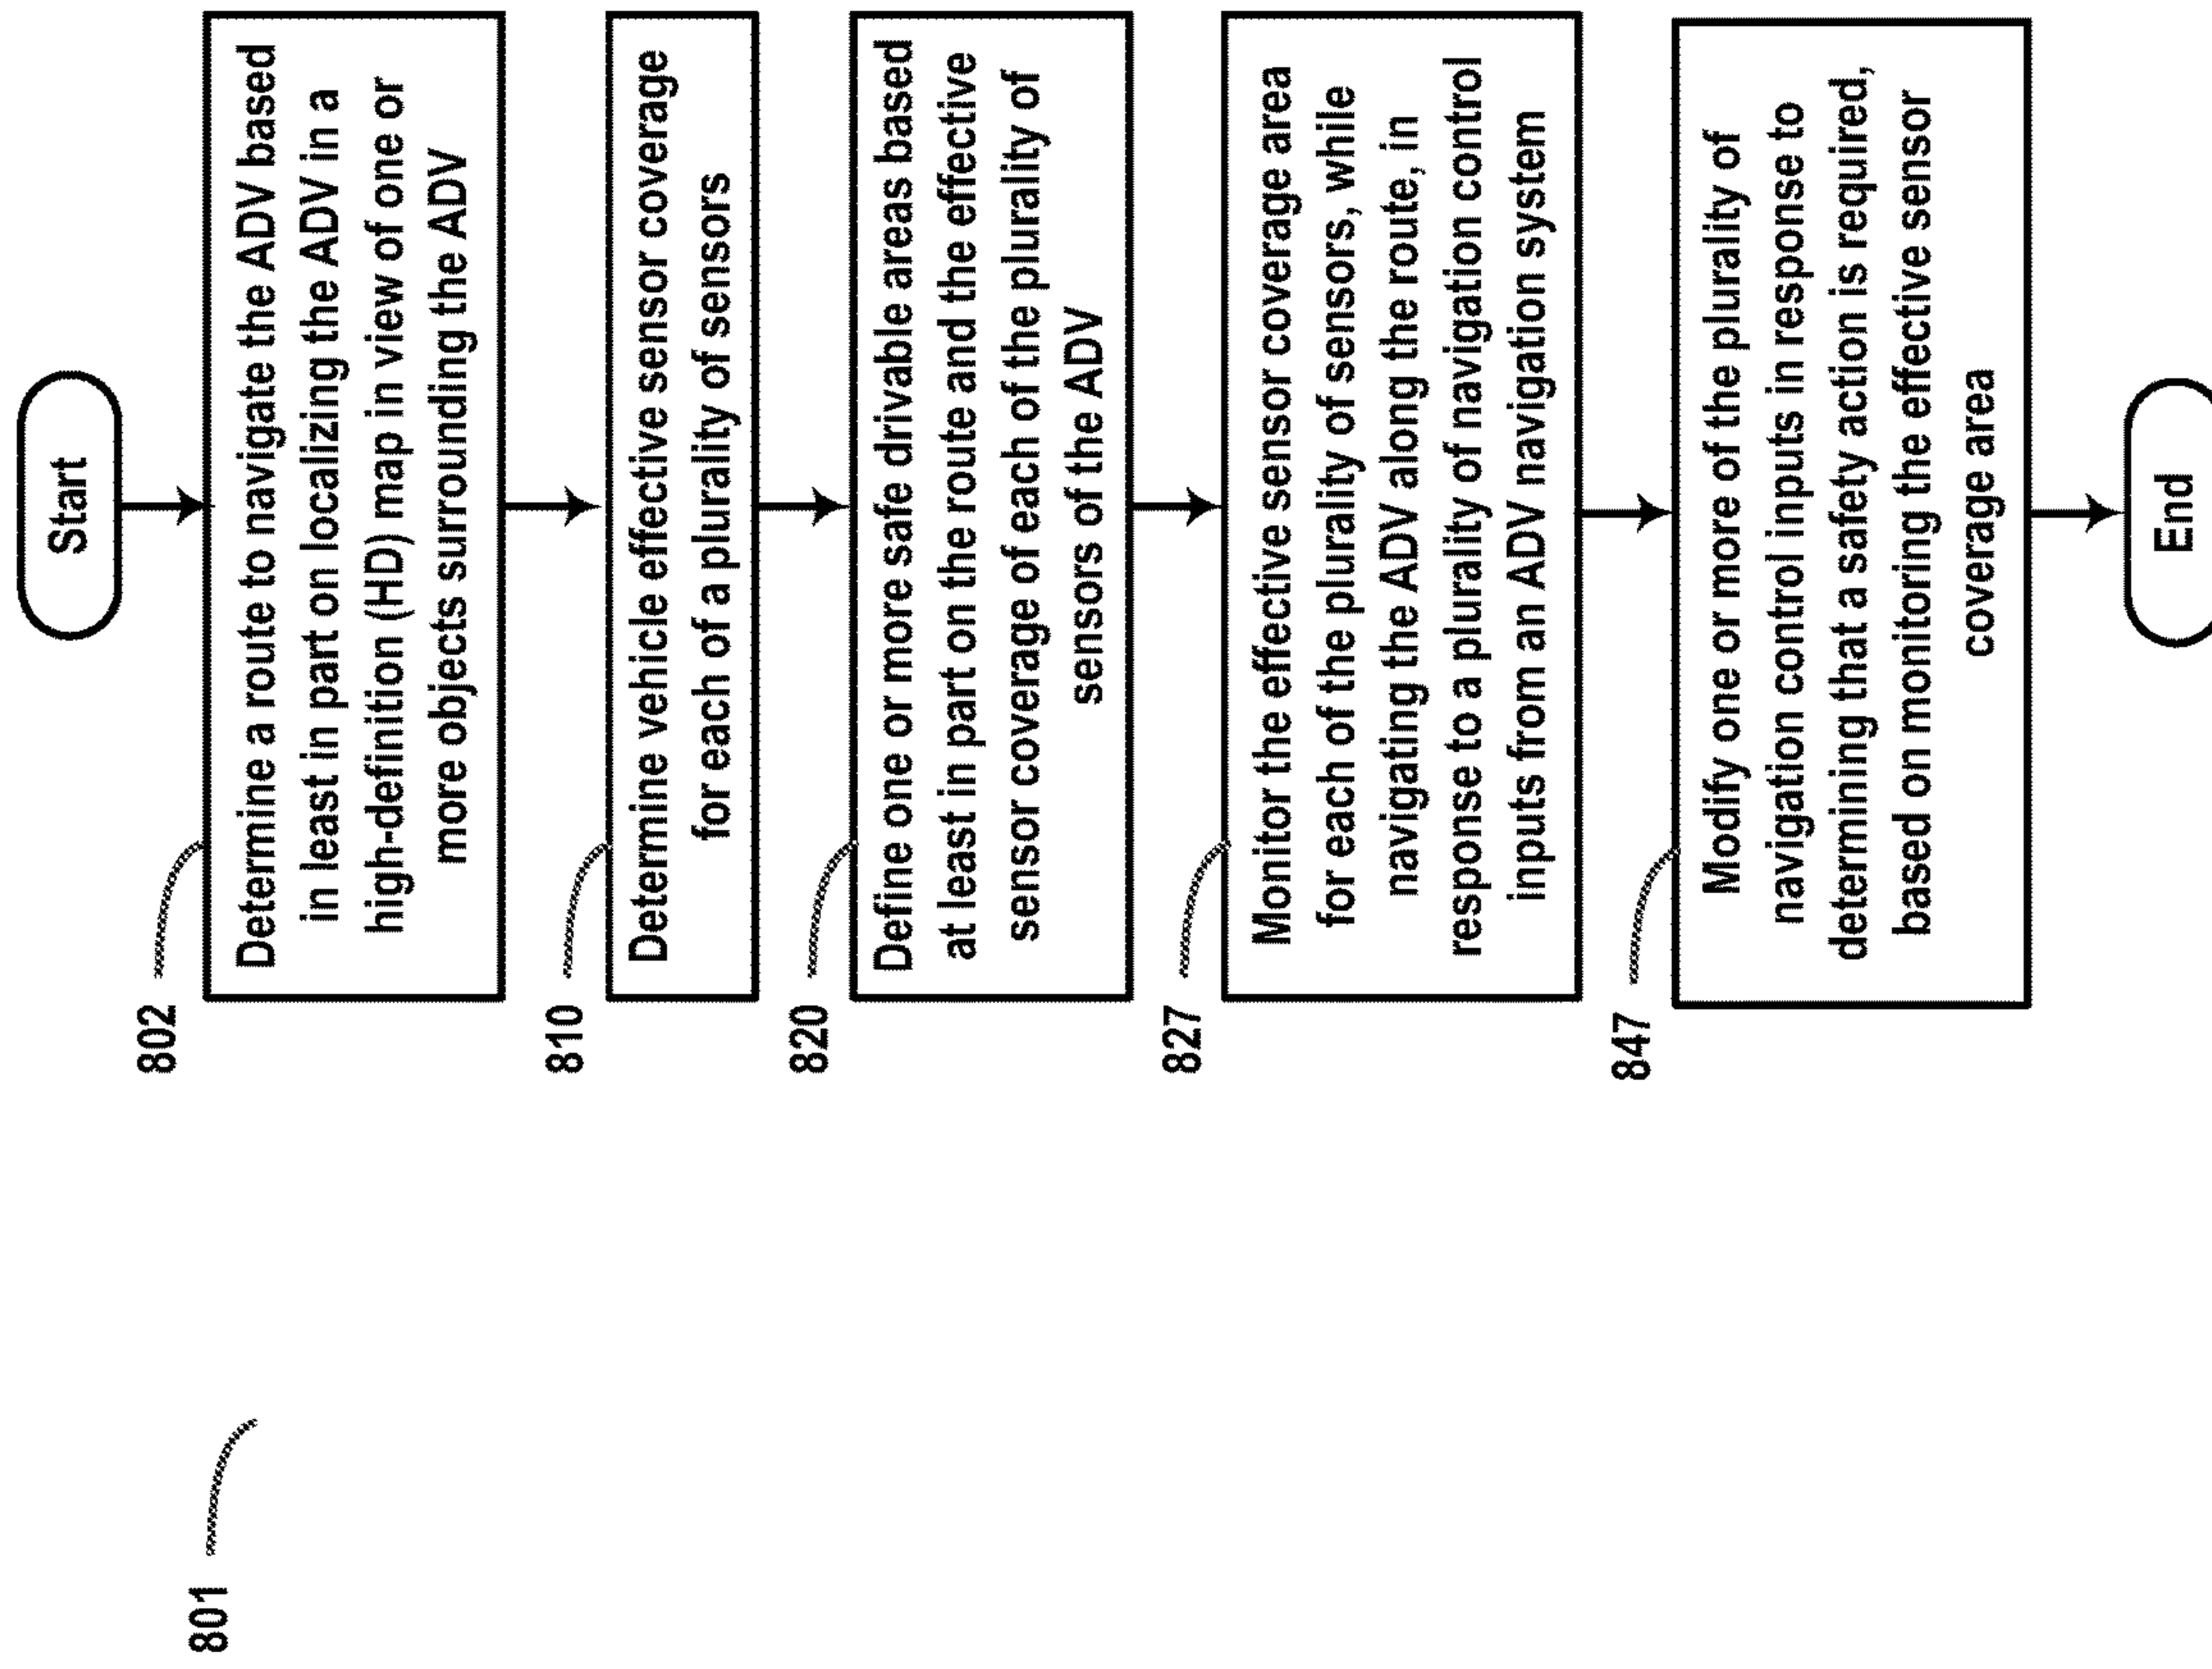 801
Start
802
Determine a route to navigate the ADV based
in least in part on localizing the ADV in a
high-definition (HD) map in view of one or
more objects surrounding the ADV
810
Determine vehicle effective sensor coverage
for each of a plurality of sensors
820
Define one or more safe drivable areas based
at least in part on the route and the effective
sensor coverage of each of the plurality of
sensors of the ADV
827
Monitor the effective sensor coverage area
for each of the plurality of sensors, while
navigating the ADV along the route, in
response to a plurality of navigation control
inputs from an ADV navigation system
847
Modify one or more of the plurality of
navigation control inputs in response to
determining that a safety action is required,
based on monitoring the effective sensor
coverage area
End